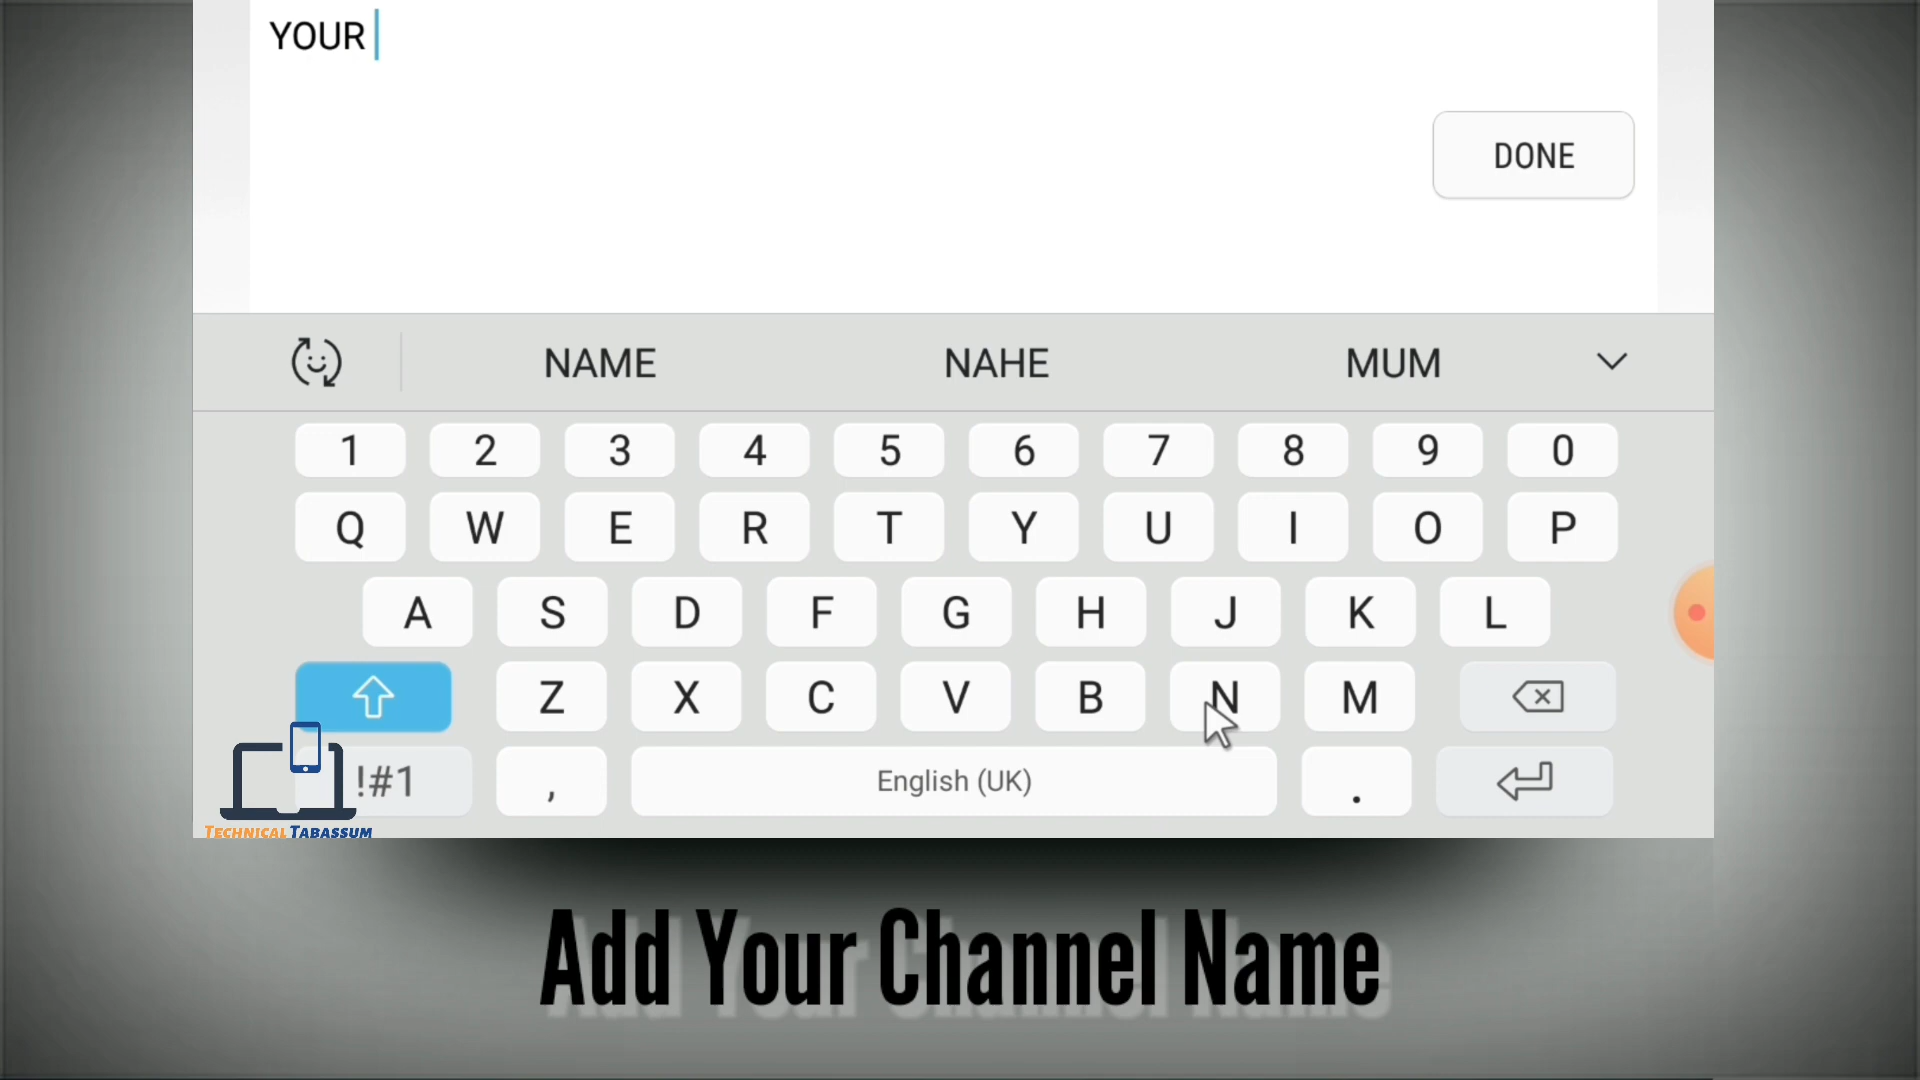 YOUR
DONE
NAME NAHE MUM
1 2 3 4 5 6 7 8 9 0
Q W E R T Y U I O P
A S D F G H J K L
Z X C V B N M
!#1 , English (UK) .
TECHNICAL TABASSUM
Add Your Channel Name